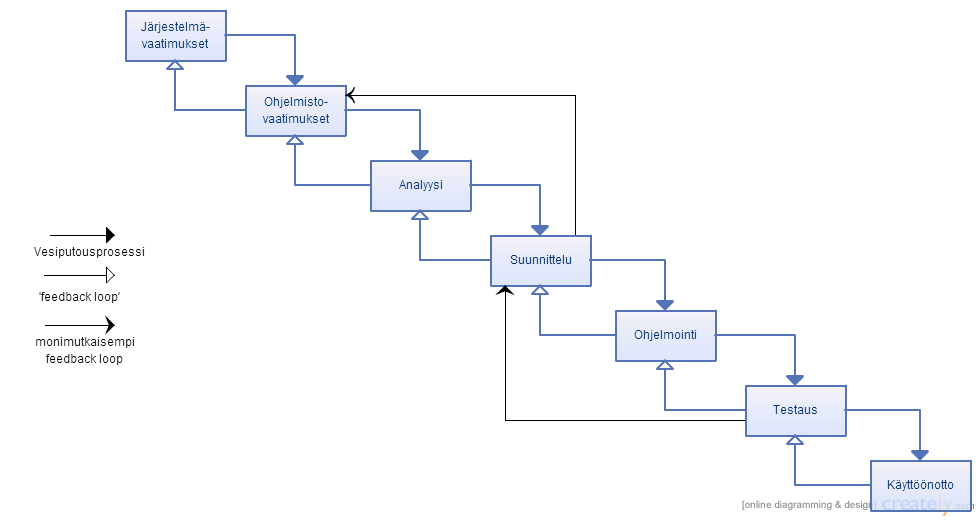 Järjestelmä-
vaatimukset
Ohjelmisto-
vaatimukset
Analyysi
Suunnittelu
Ohjelmointi
Testaus
Käyttöönotto
Vesiputousprosessi
'feedback loop'
monimutkaisempi
feedback loop
[online diagramming & design] creately.com